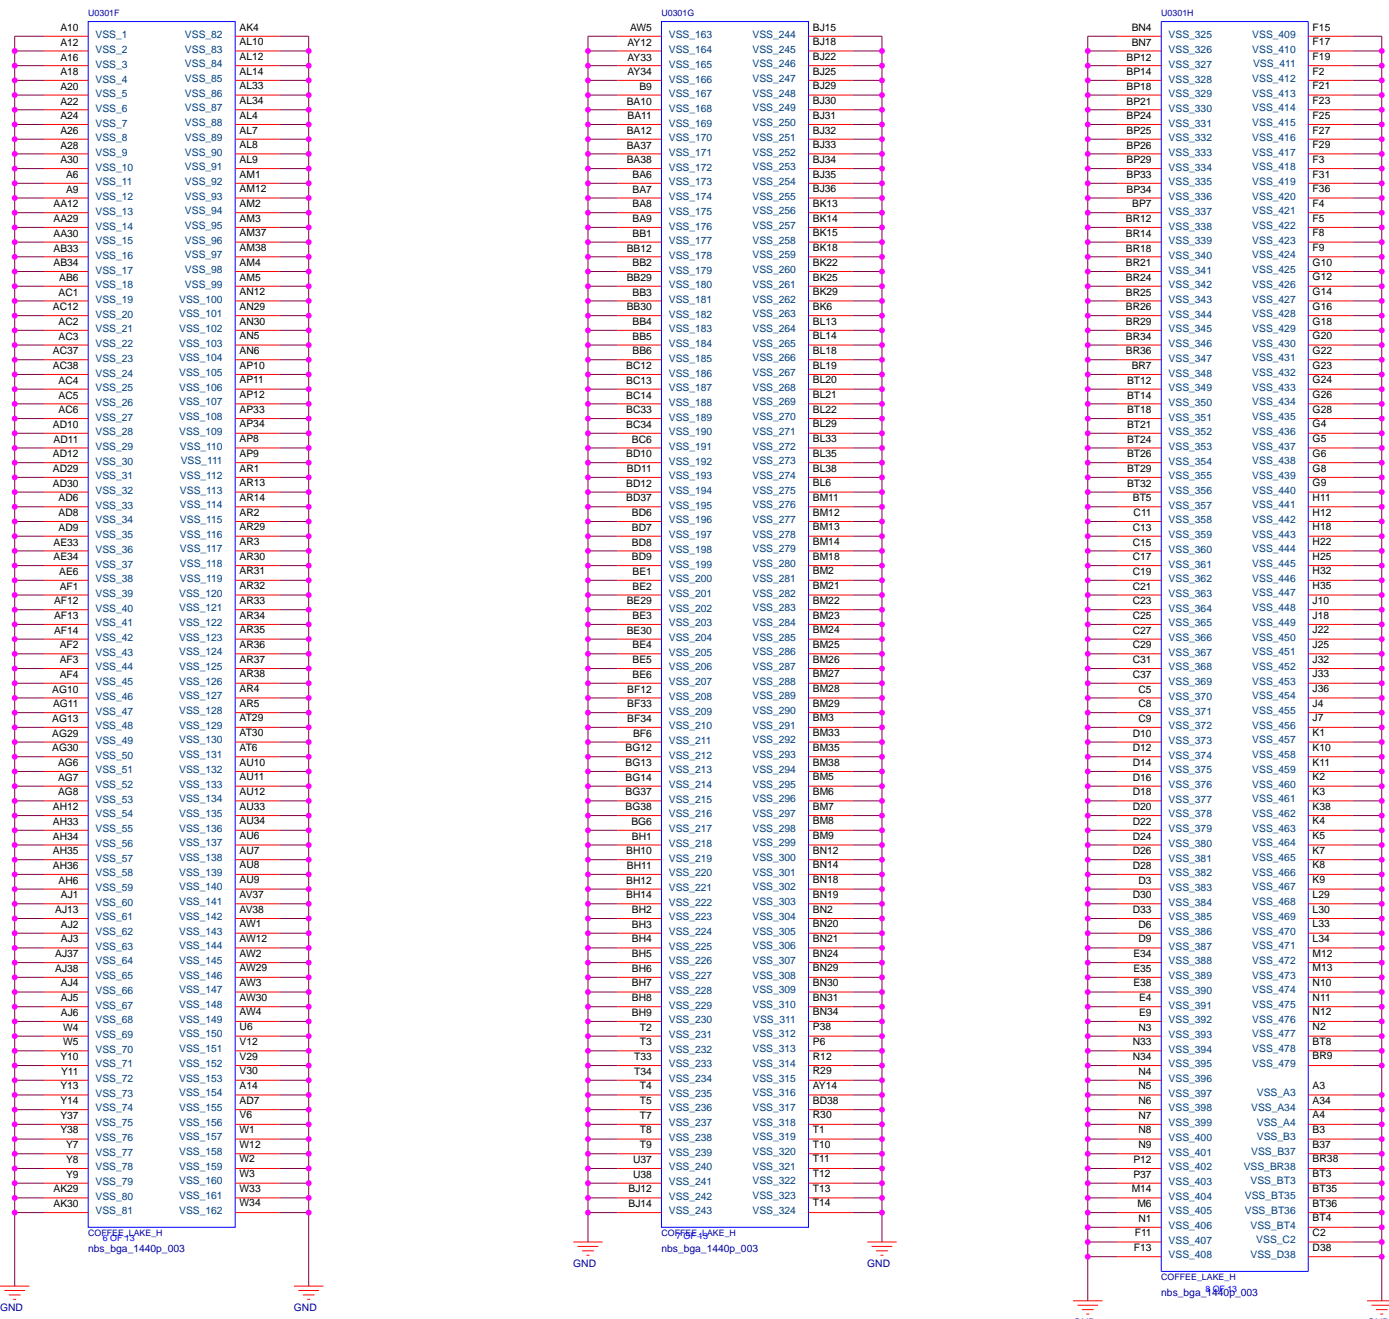 U0301F
A10 VSS_1 VSS_82 AK4
A12 VSS_2 VSS_83 AL10
A16 VSS_3 VSS_84 AL12
A18 VSS_4 VSS_85 AL14
A20 VSS_5 VSS_86 AL33
A22 VSS_6 VSS_87 AL34
A24 VSS_7 VSS_88 AL4
A26 VSS_8 VSS_89 AL7
A28 VSS_9 VSS_90 AL8
A30 VSS_10 VSS_91 AL9
A6 VSS_11 VSS_92 AM1
A9 VSS_12 VSS_93 AM12
AA12 VSS_13 VSS_94 AM2
AA29 VSS_14 VSS_95 AM3
AA30 VSS_15 VSS_96 AM37
AB33 VSS_16 VSS_97 AM38
AB34 VSS_17 VSS_98 AM4
AB6 VSS_18 VSS_99 AM5
AC1 VSS_19 VSS_100 AN12
AC12 VSS_20 VSS_101 AN29
AC2 VSS_21 VSS_102 AN30
AC3 VSS_22 VSS_103 AN5
AC37 VSS_23 VSS_104 AN6
AC38 VSS_24 VSS_105 AP10
AC4 VSS_25 VSS_106 AP11
AC5 VSS_26 VSS_107 AP12
AC6 VSS_27 VSS_108 AP33
AD10 VSS_28 VSS_109 AP34
AD11 VSS_29 VSS_110 AP8
AD12 VSS_30 VSS_111 AP9
AD29 VSS_31 VSS_112 AR1
AD30 VSS_32 VSS_113 AR13
AD6 VSS_33 VSS_114 AR14
AD8 VSS_34 VSS_115 AR2
AD9 VSS_35 VSS_116 AR29
AE33 VSS_36 VSS_117 AR3
AE34 VSS_37 VSS_118 AR30
AE6 VSS_38 VSS_119 AR31
AF1 VSS_39 VSS_120 AR32
AF12 VSS_40 VSS_121 AR33
AF13 VSS_41 VSS_122 AR34
AF14 VSS_42 VSS_123 AR35
AF2 VSS_43 VSS_124 AR36
AF3 VSS_44 VSS_125 AR37
AF4 VSS_45 VSS_126 AR38
AG10 VSS_46 VSS_127 AR4
AG11 VSS_47 VSS_128 AR5
AG13 VSS_48 VSS_129 AT29
AG29 VSS_49 VSS_130 AT30
AG30 VSS_50 VSS_131 AT6
AG6 VSS_51 VSS_132 AU10
AG7 VSS_52 VSS_133 AU11
AG8 VSS_53 VSS_134 AU12
AH12 VSS_54 VSS_135 AU33
AH33 VSS_55 VSS_136 AU34
AH34 VSS_56 VSS_137 AU6
AH35 VSS_57 VSS_138 AU7
AH36 VSS_58 VSS_139 AU8
AH6 VSS_59 VSS_140 AU9
AJ1 VSS_60 VSS_141 AV37
AJ13 VSS_61 VSS_142 AV38
AJ2 VSS_62 VSS_143 AW1
AJ3 VSS_63 VSS_144 AW12
AJ37 VSS_64 VSS_145 AW2
AJ38 VSS_65 VSS_146 AW29
AJ4 VSS_66 VSS_147 AW3
AJ5 VSS_67 VSS_148 AW30
AJ6 VSS_68 VSS_149 AW4
W4 VSS_69 VSS_150 U6
W5 VSS_70 VSS_151 V12
Y10 VSS_71 VSS_152 V29
Y11 VSS_72 VSS_153 V30
Y13 VSS_73 VSS_154 A14
Y14 VSS_74 VSS_155 AD7
Y37 VSS_75 VSS_156 V6
Y38 VSS_76 VSS_157 W1
Y7 VSS_77 VSS_158 W12
Y8 VSS_78 VSS_159 W2
Y9 VSS_79 VSS_160 W3
AK29 VSS_80 VSS_161 W33
AK30 VSS_81 VSS_162 W34
COFFEE_LAKE_H
6 OF 13
nbs_bga_1440p_003
GND GND
U0301G
AW5 VSS_163 VSS_244 BJ15
AY12 VSS_164 VSS_245 BJ18
AY33 VSS_165 VSS_246 BJ22
AY34 VSS_166 VSS_247 BJ25
B9 VSS_167 VSS_248 BJ29
BA10 VSS_168 VSS_249 BJ30
BA11 VSS_169 VSS_250 BJ31
BA12 VSS_170 VSS_251 BJ32
BA37 VSS_171 VSS_252 BJ33
BA38 VSS_172 VSS_253 BJ34
BA6 VSS_173 VSS_254 BJ35
BA7 VSS_174 VSS_255 BJ36
BA8 VSS_175 VSS_256 BK13
BA9 VSS_176 VSS_257 BK14
BB1 VSS_177 VSS_258 BK15
BB12 VSS_178 VSS_259 BK18
BB2 VSS_179 VSS_260 BK22
BB29 VSS_180 VSS_261 BK25
BB3 VSS_181 VSS_262 BK29
BB30 VSS_182 VSS_263 BK6
BB4 VSS_183 VSS_264 BL13
BB5 VSS_184 VSS_265 BL14
BB6 VSS_185 VSS_266 BL18
BC12 VSS_186 VSS_267 BL19
BC13 VSS_187 VSS_268 BL20
BC14 VSS_188 VSS_269 BL21
BC33 VSS_189 VSS_270 BL22
BC34 VSS_190 VSS_271 BL29
BC6 VSS_191 VSS_272 BL33
BD10 VSS_192 VSS_273 BL35
BD11 VSS_193 VSS_274 BL38
BD12 VSS_194 VSS_275 BL6
BD37 VSS_195 VSS_276 BM11
BD6 VSS_196 VSS_277 BM12
BD7 VSS_197 VSS_278 BM13
BD8 VSS_198 VSS_279 BM14
BD9 VSS_199 VSS_280 BM18
BE1 VSS_200 VSS_281 BM2
BE2 VSS_201 VSS_282 BM21
BE29 VSS_202 VSS_283 BM22
BE3 VSS_203 VSS_284 BM23
BE30 VSS_204 VSS_285 BM24
BE4 VSS_205 VSS_286 BM25
BE5 VSS_206 VSS_287 BM26
BE6 VSS_207 VSS_288 BM27
BF12 VSS_208 VSS_289 BM28
BF33 VSS_209 VSS_290 BM29
BF34 VSS_210 VSS_291 BM3
BF6 VSS_211 VSS_292 BM33
BG12 VSS_212 VSS_293 BM35
BG13 VSS_213 VSS_294 BM38
BG14 VSS_214 VSS_295 BM5
BG37 VSS_215 VSS_296 BM6
BG38 VSS_216 VSS_297 BM7
BG6 VSS_217 VSS_298 BM8
BH1 VSS_218 VSS_299 BM9
BH10 VSS_219 VSS_300 BN12
BH11 VSS_220 VSS_301 BN14
BH12 VSS_221 VSS_302 BN18
BH14 VSS_222 VSS_303 BN19
BH2 VSS_223 VSS_304 BN2
BH3 VSS_224 VSS_305 BN20
BH4 VSS_225 VSS_306 BN21
BH5 VSS_226 VSS_307 BN24
BH6 VSS_227 VSS_308 BN29
BH7 VSS_228 VSS_309 BN30
BH8 VSS_229 VSS_310 BN31
BH9 VSS_230 VSS_311 BN34
T2 VSS_231 VSS_312 P38
T3 VSS_232 VSS_313 P6
T33 VSS_233 VSS_314 R12
T34 VSS_234 VSS_315 R29
T4 VSS_235 VSS_316 AY14
T5 VSS_236 VSS_317 BD38
T7 VSS_237 VSS_318 R30
T8 VSS_238 VSS_319 T1
T9 VSS_239 VSS_320 T10
U37 VSS_240 VSS_321 T11
U38 VSS_241 VSS_322 T12
BJ12 VSS_242 VSS_323 T13
BJ14 VSS_243 VSS_324 T14
COFFEE_LAKE_H
7 OF 13
nbs_bga_1440p_003
GND GND
U0301H
BN4 VSS_325 VSS_409 F15
BN7 VSS_326 VSS_410 F17
BP12 VSS_327 VSS_411 F19
BP14 VSS_328 VSS_412 F2
BP18 VSS_329 VSS_413 F21
BP21 VSS_330 VSS_414 F23
BP24 VSS_331 VSS_415 F25
BP25 VSS_332 VSS_416 F27
BP26 VSS_333 VSS_417 F29
BP29 VSS_334 VSS_418 F3
BP33 VSS_335 VSS_419 F31
BP34 VSS_336 VSS_420 F36
BP7 VSS_337 VSS_421 F4
BR12 VSS_338 VSS_422 F5
BR14 VSS_339 VSS_423 F8
BR18 VSS_340 VSS_424 F9
BR21 VSS_341 VSS_425 G10
BR24 VSS_342 VSS_426 G12
BR25 VSS_343 VSS_427 G14
BR26 VSS_344 VSS_428 G16
BR29 VSS_345 VSS_429 G18
BR34 VSS_346 VSS_430 G20
BR36 VSS_347 VSS_431 G22
BR7 VSS_348 VSS_432 G23
BT12 VSS_349 VSS_433 G24
BT14 VSS_350 VSS_434 G26
BT18 VSS_351 VSS_435 G28
BT21 VSS_352 VSS_436 G4
BT24 VSS_353 VSS_437 G5
BT26 VSS_354 VSS_438 G6
BT29 VSS_355 VSS_439 G8
BT32 VSS_356 VSS_440 G9
BT5 VSS_357 VSS_441 H11
C11 VSS_358 VSS_442 H12
C13 VSS_359 VSS_443 H18
C15 VSS_360 VSS_444 H22
C17 VSS_361 VSS_445 H25
C19 VSS_362 VSS_446 H32
C21 VSS_363 VSS_447 H35
C23 VSS_364 VSS_448 J10
C25 VSS_365 VSS_449 J18
C27 VSS_366 VSS_450 J22
C29 VSS_367 VSS_451 J25
C31 VSS_368 VSS_452 J32
C37 VSS_369 VSS_453 J33
C5 VSS_370 VSS_454 J36
C8 VSS_371 VSS_455 J4
C9 VSS_372 VSS_456 J7
D10 VSS_373 VSS_457 K1
D12 VSS_374 VSS_458 K10
D14 VSS_375 VSS_459 K11
D16 VSS_376 VSS_460 K2
D18 VSS_377 VSS_461 K3
D20 VSS_378 VSS_462 K38
D22 VSS_379 VSS_463 K4
D24 VSS_380 VSS_464 K5
D26 VSS_381 VSS_465 K7
D28 VSS_382 VSS_466 K8
D3 VSS_383 VSS_467 K9
D30 VSS_384 VSS_468 L29
D33 VSS_385 VSS_469 L30
D6 VSS_386 VSS_470 L33
D9 VSS_387 VSS_471 L34
E34 VSS_388 VSS_472 M12
E35 VSS_389 VSS_473 M13
E38 VSS_390 VSS_474 N10
E4 VSS_391 VSS_475 N11
E9 VSS_392 VSS_476 N12
N3 VSS_393 VSS_477 N2
N33 VSS_394 VSS_478 BT8
N34 VSS_395 VSS_479 BR9
N4 VSS_396
N5 VSS_397 VSS_A3 A3
N6 VSS_398 VSS_A34 A34
N7 VSS_399 VSS_A4 A4
N8 VSS_400 VSS_B3 B3
N9 VSS_401 VSS_B37 B37
P12 VSS_402 VSS_BR38 BR38
P37 VSS_403 VSS_BT3 BT3
M14 VSS_404 VSS_BT35 BT35
M6 VSS_405 VSS_BT36 BT36
N1 VSS_406 VSS_BT4 BT4
F11 VSS_407 VSS_C2 C2
F13 VSS_408 VSS_D38 D38
COFFEE_LAKE_H
8 OF 13
nbs_bga_1440p_003